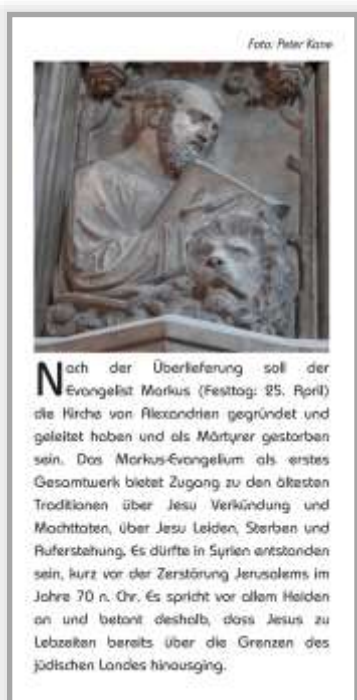 Foto: Peter Kane
Nach der Überlieferung soll der
Evangelist Markus (Festtag: 25. April)
die Kirche von Alexandrien gegründet und
geleitet haben und als Märtyrer gestorben
sein. Das Markus-Evangelium als erstes
Gesamtwerk bietet Zugang zu den ältesten
Traditionen über Jesu Verkündung und
Machttaten, über Jesu Leiden, Sterben und
Auferstehung. Es dürfte in Syrien entstanden
sein, kurz vor der Zerstörung Jerusalems im
Jahre 70 n. Chr. Es spricht vor allem Heiden
an und betont deshalb, dass Jesus zu
Lebzeiten bereits über die Grenzen des
jüdischen Landes hinausging.